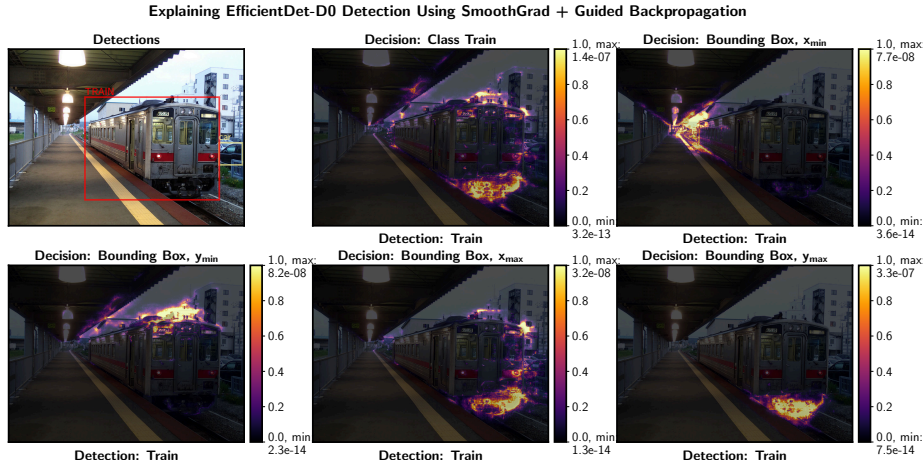 Explaining EfficientDet-D0 Detection Using SmoothGrad + Guided Backpropagation
Detections
TRAIN
Decision: Class Train
1.0, max:
1.4e-07
0.8
0.6
0.4
0.2
0.0, min:
3.2e-13
Detection: Train
Decision: Bounding Box, xmin
1.0, max:
7.7e-08
0.8
0.6
0.4
0.2
0.0, min:
3.6e-14
Detection: Train
Decision: Bounding Box, ymin
1.0, max:
8.2e-08
0.8
0.6
0.4
0.2
0.0, min:
2.3e-14
Detection: Train
Decision: Bounding Box, xmax
1.0, max:
3.2e-08
0.8
0.6
0.4
0.2
0.0, min:
1.3e-14
Detection: Train
Decision: Bounding Box, ymax
1.0, max:
3.3e-07
0.8
0.6
0.4
0.2
0.0, min:
7.5e-14
Detection: Train